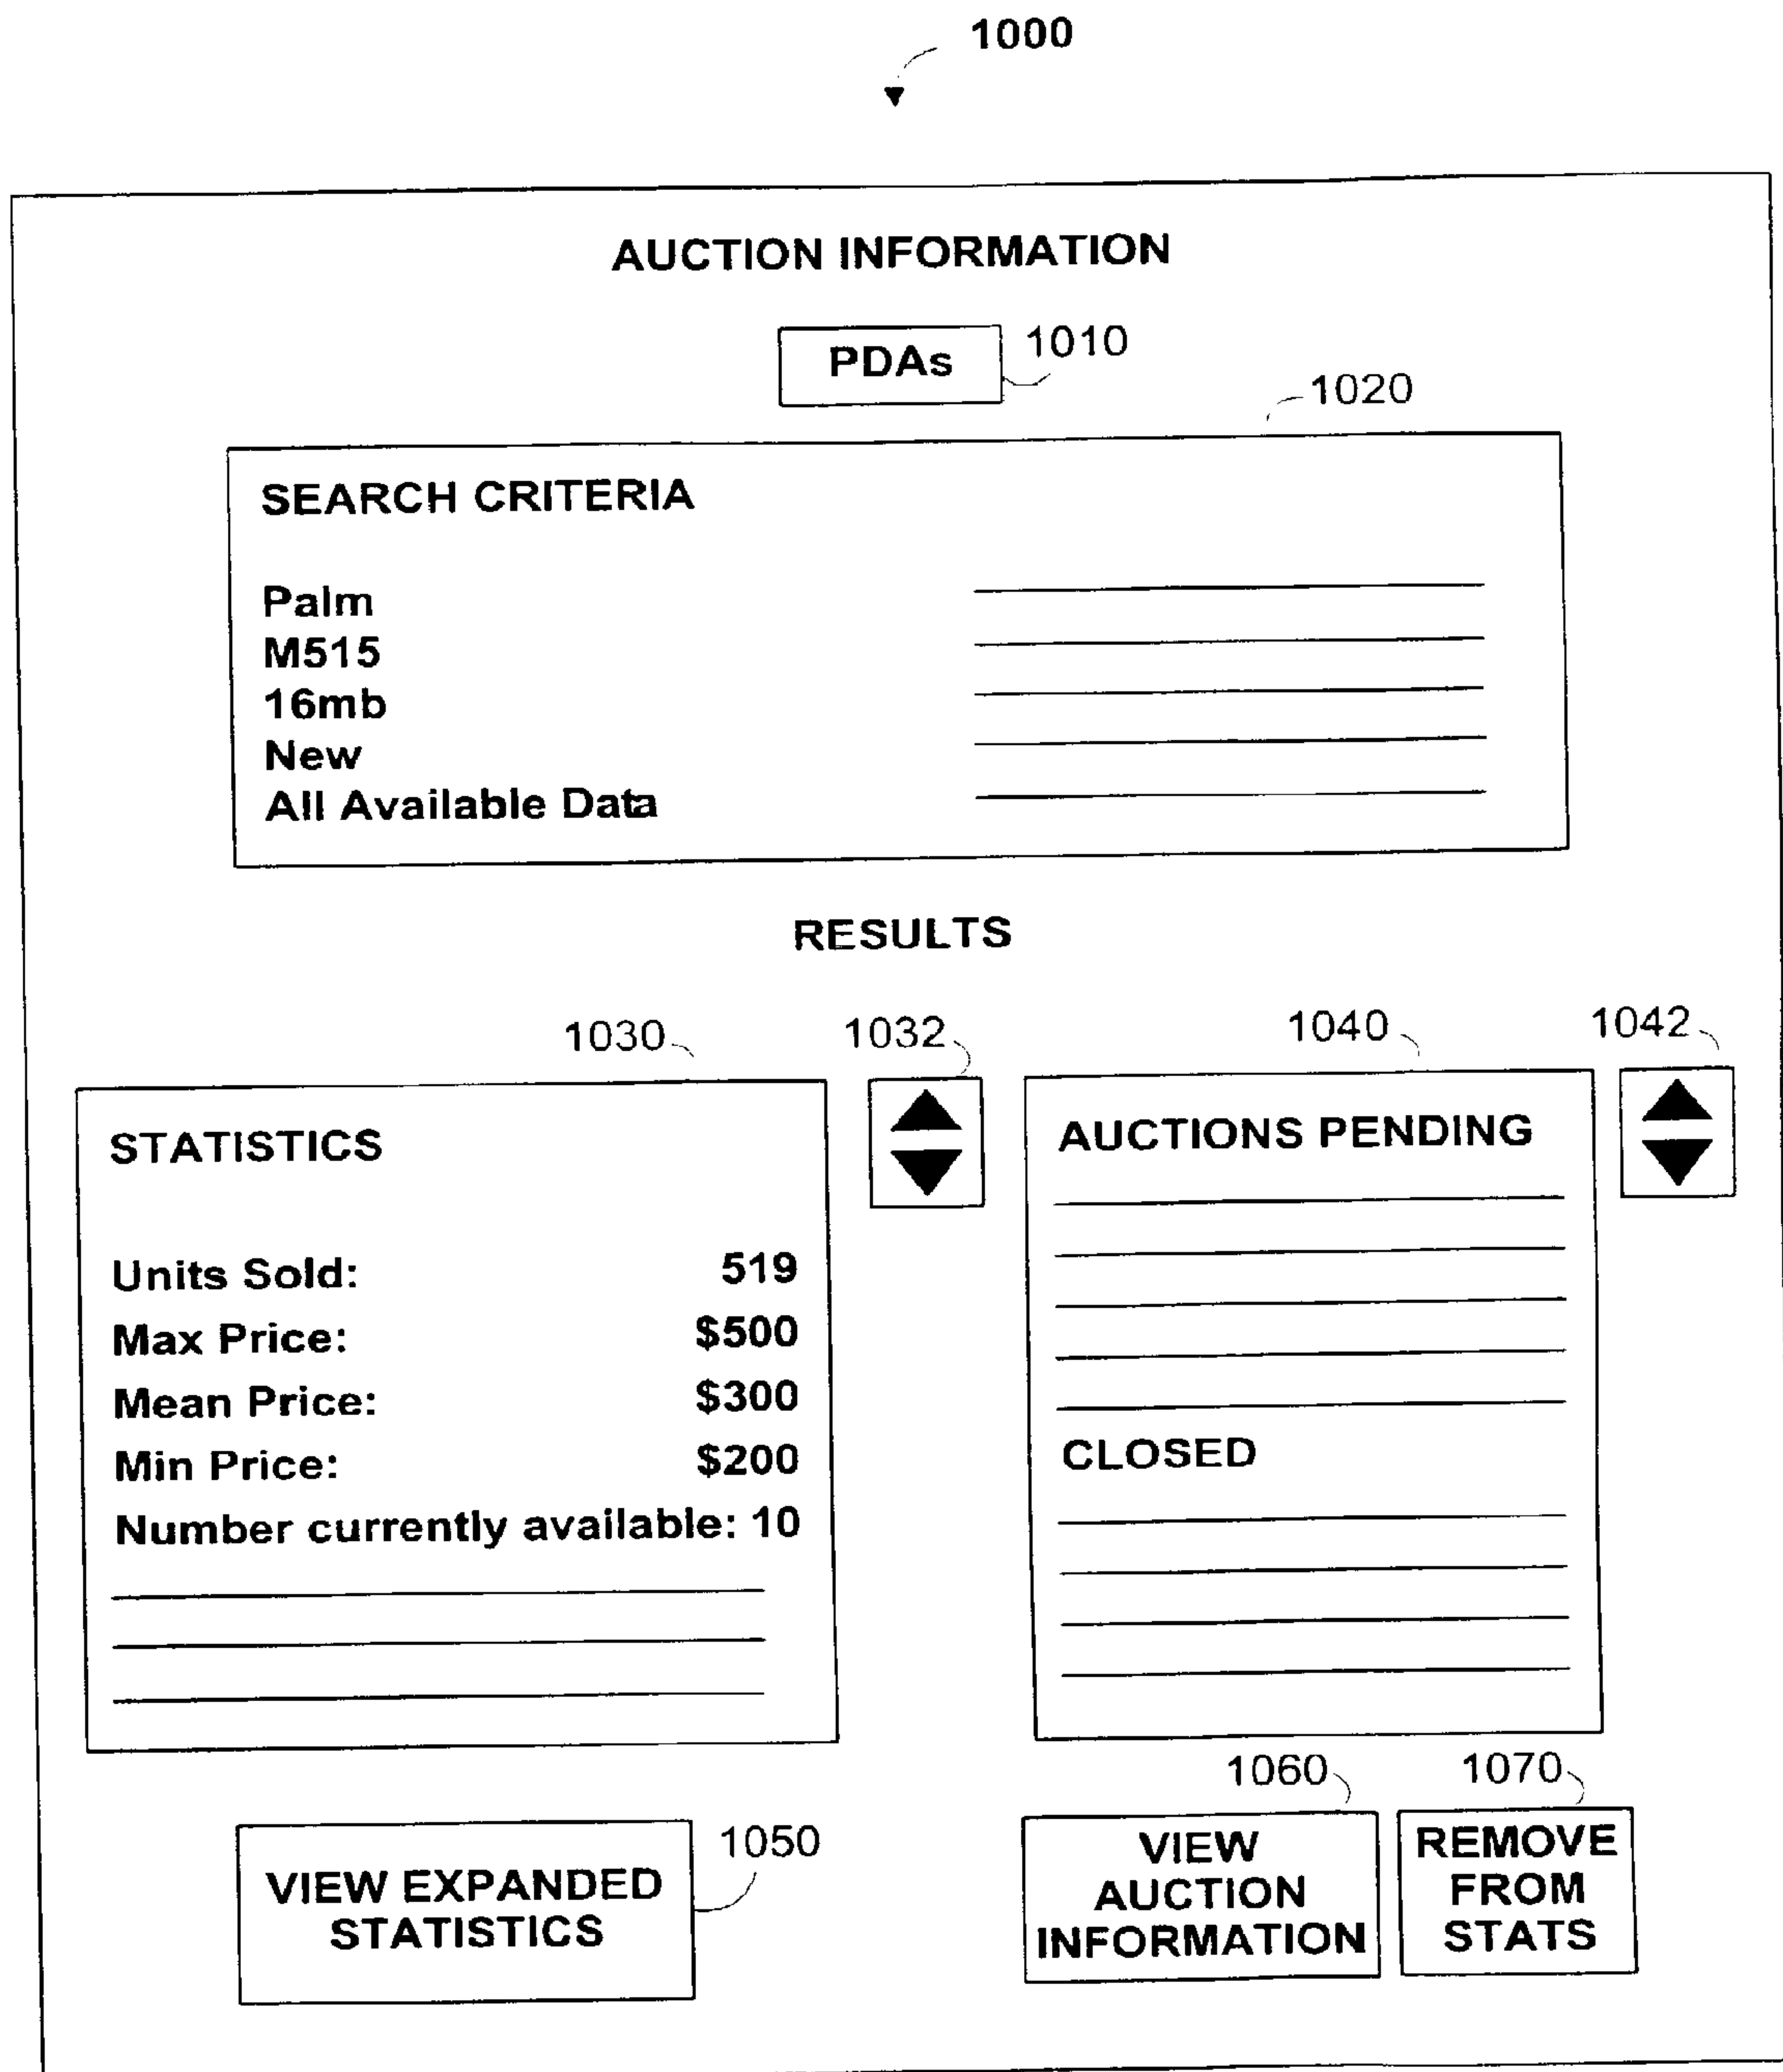 1000
AUCTION INFORMATION
PDAs
1010
1020
SEARCH CRITERIA
Palm
M515
16mb
New
All Available Data
RESULTS
1030
1032
1040
1042
STATISTICS
Units Sold: 519
Max Price: $500
Mean Price: $300
Min Price: $200
Number currently available: 10
AUCTIONS PENDING
CLOSED
1050
VIEW EXPANDED
STATISTICS
1060
VIEW
AUCTION
INFORMATION
1070
REMOVE
FROM
STATS